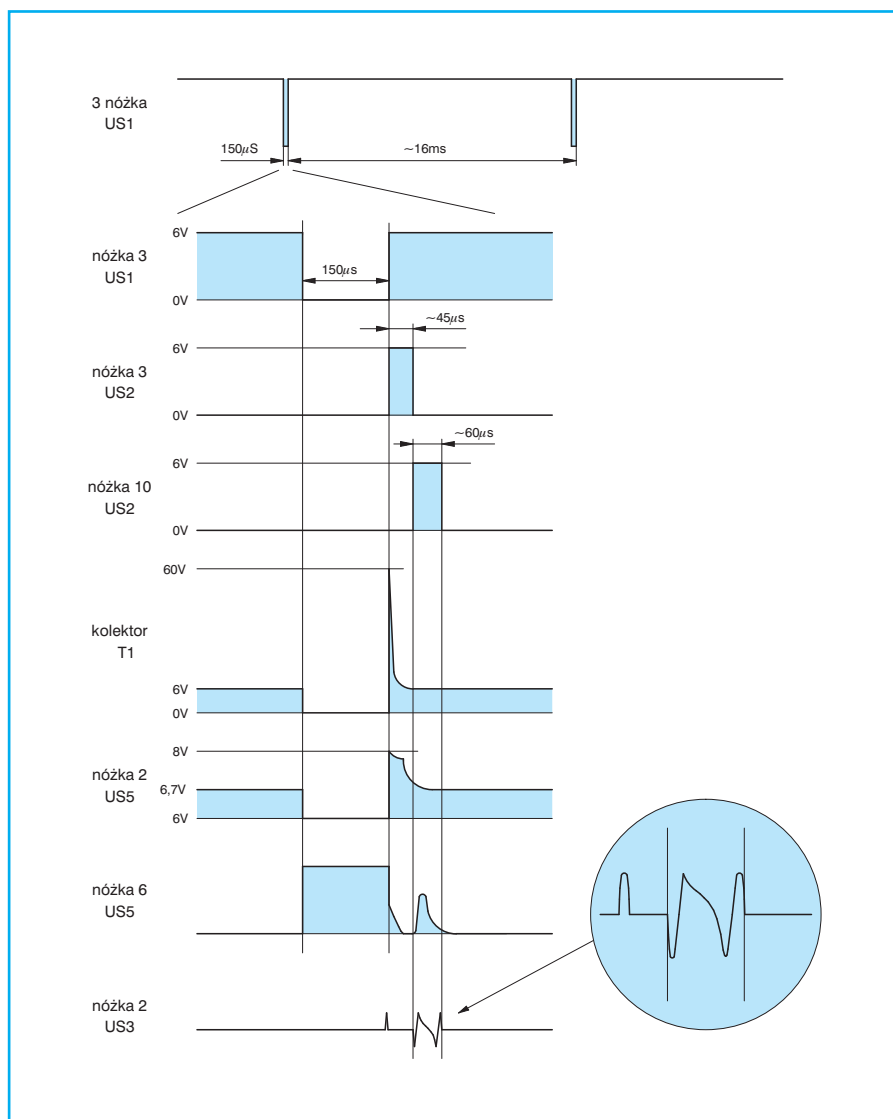 3 nóżka
US1
150µS
~16ms
6V
nóżka 3
US1
150µs
0V
~45µs
6V
nóżka 3
US2
0V
~60µs
6V
nóżka 10
US2
0V
60V
kolektor
T1
6V
0V
8V
nóżka 2
US5
6,7V
6V
nóżka 6
US5
nóżka 2
US3